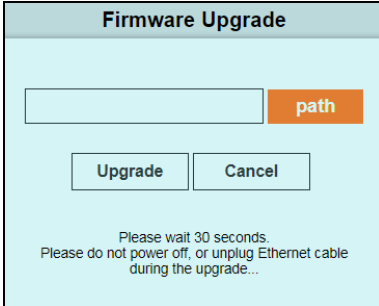 Firmware Upgrade
path
Upgrade Cancel
Please wait 30 seconds.
Please do not power off, or unplug Ethernet cable
during the upgrade...